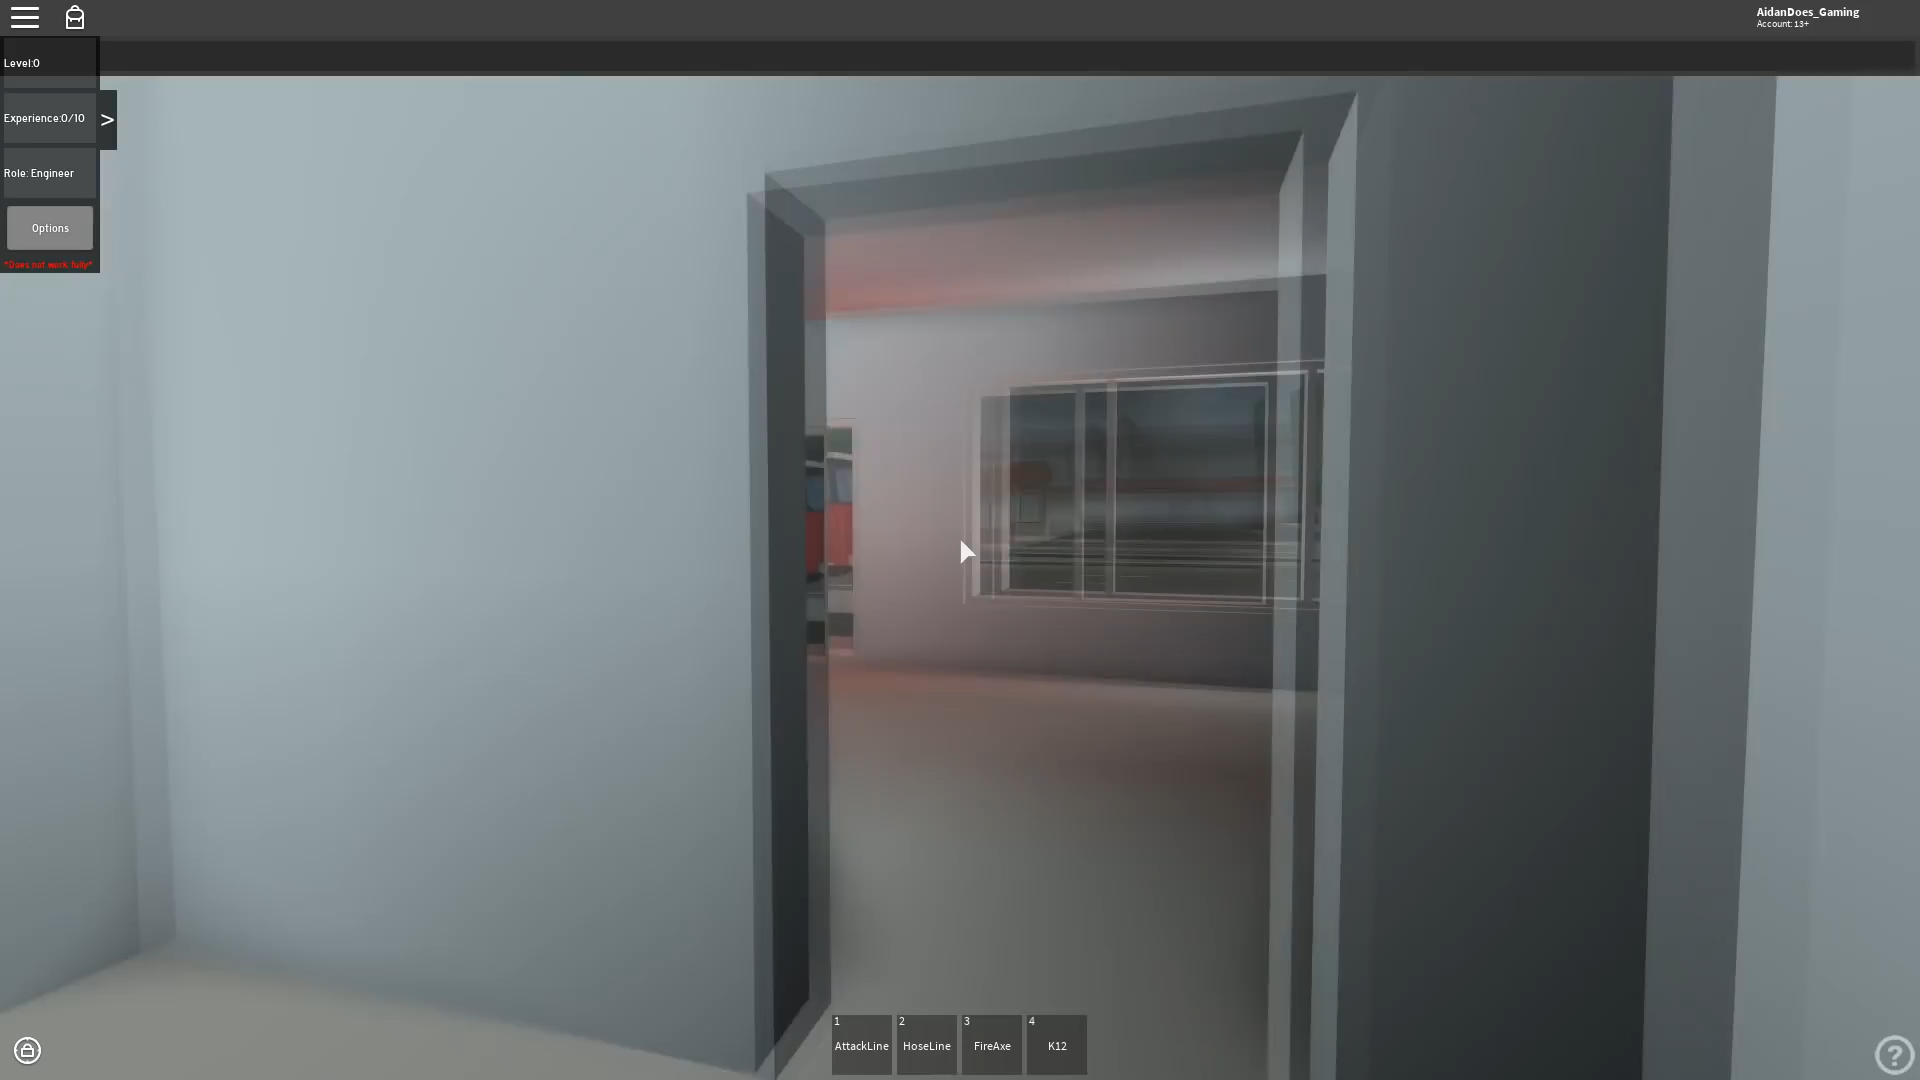 AidanDoes_Gaming
Account: 13+
Level:0
Experience:0/10
>
Role: Engineer
Options
*Does not work fully*
1
AttackLine
2
HoseLine
3
FireAxe
4
K12
?